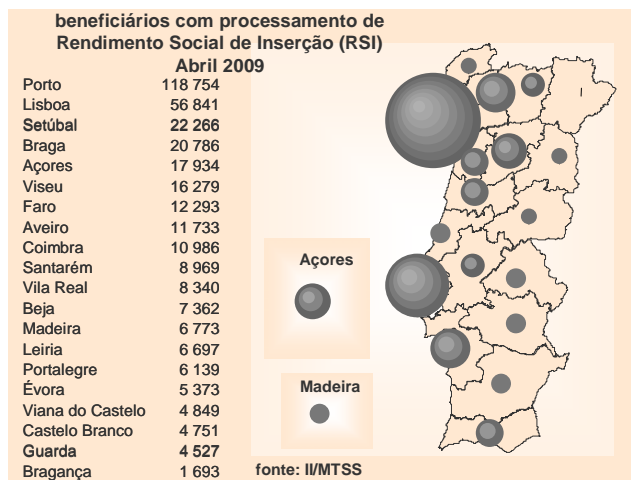 beneficiários com processamento de
Rendimento Social de Inserção (RSI)
Abril 2009
Porto 118 754
Lisboa 56 841
Setúbal 22 266
Braga 20 786
Açores 17 934
Viseu 16 279
Faro 12 293
Aveiro 11 733
Coimbra 10 986
Santarém 8 969
Vila Real 8 340
Beja 7 362
Madeira 6 773
Leiria 6 697
Portalegre 6 139
Évora 5 373
Viana do Castelo 4 849
Castelo Branco 4 751
Guarda 4 527
Bragança 1 693
Açores
Madeira
fonte: II/MTSS